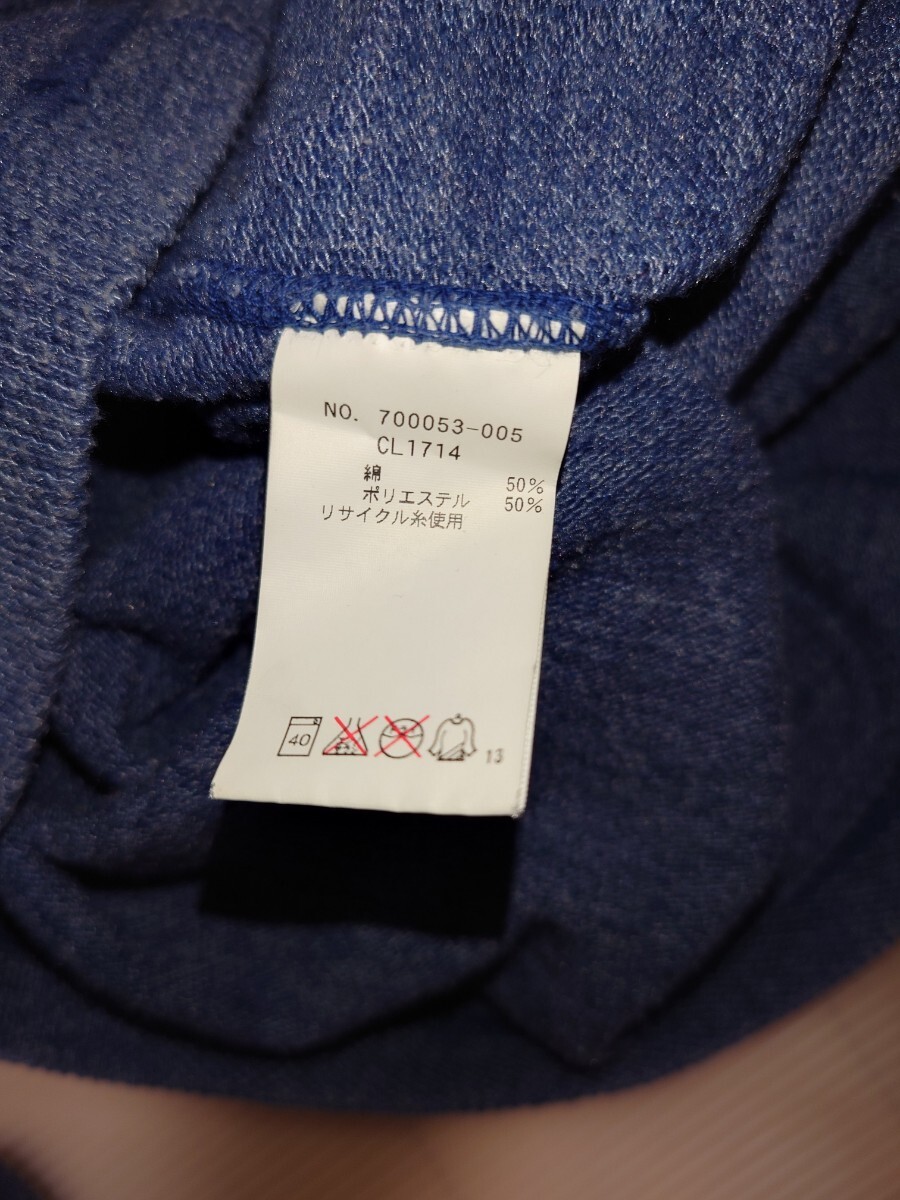 NO. 700053-005
CL1714
綿 50%
ポリエステル 50%
リサイクル糸使用
40
13